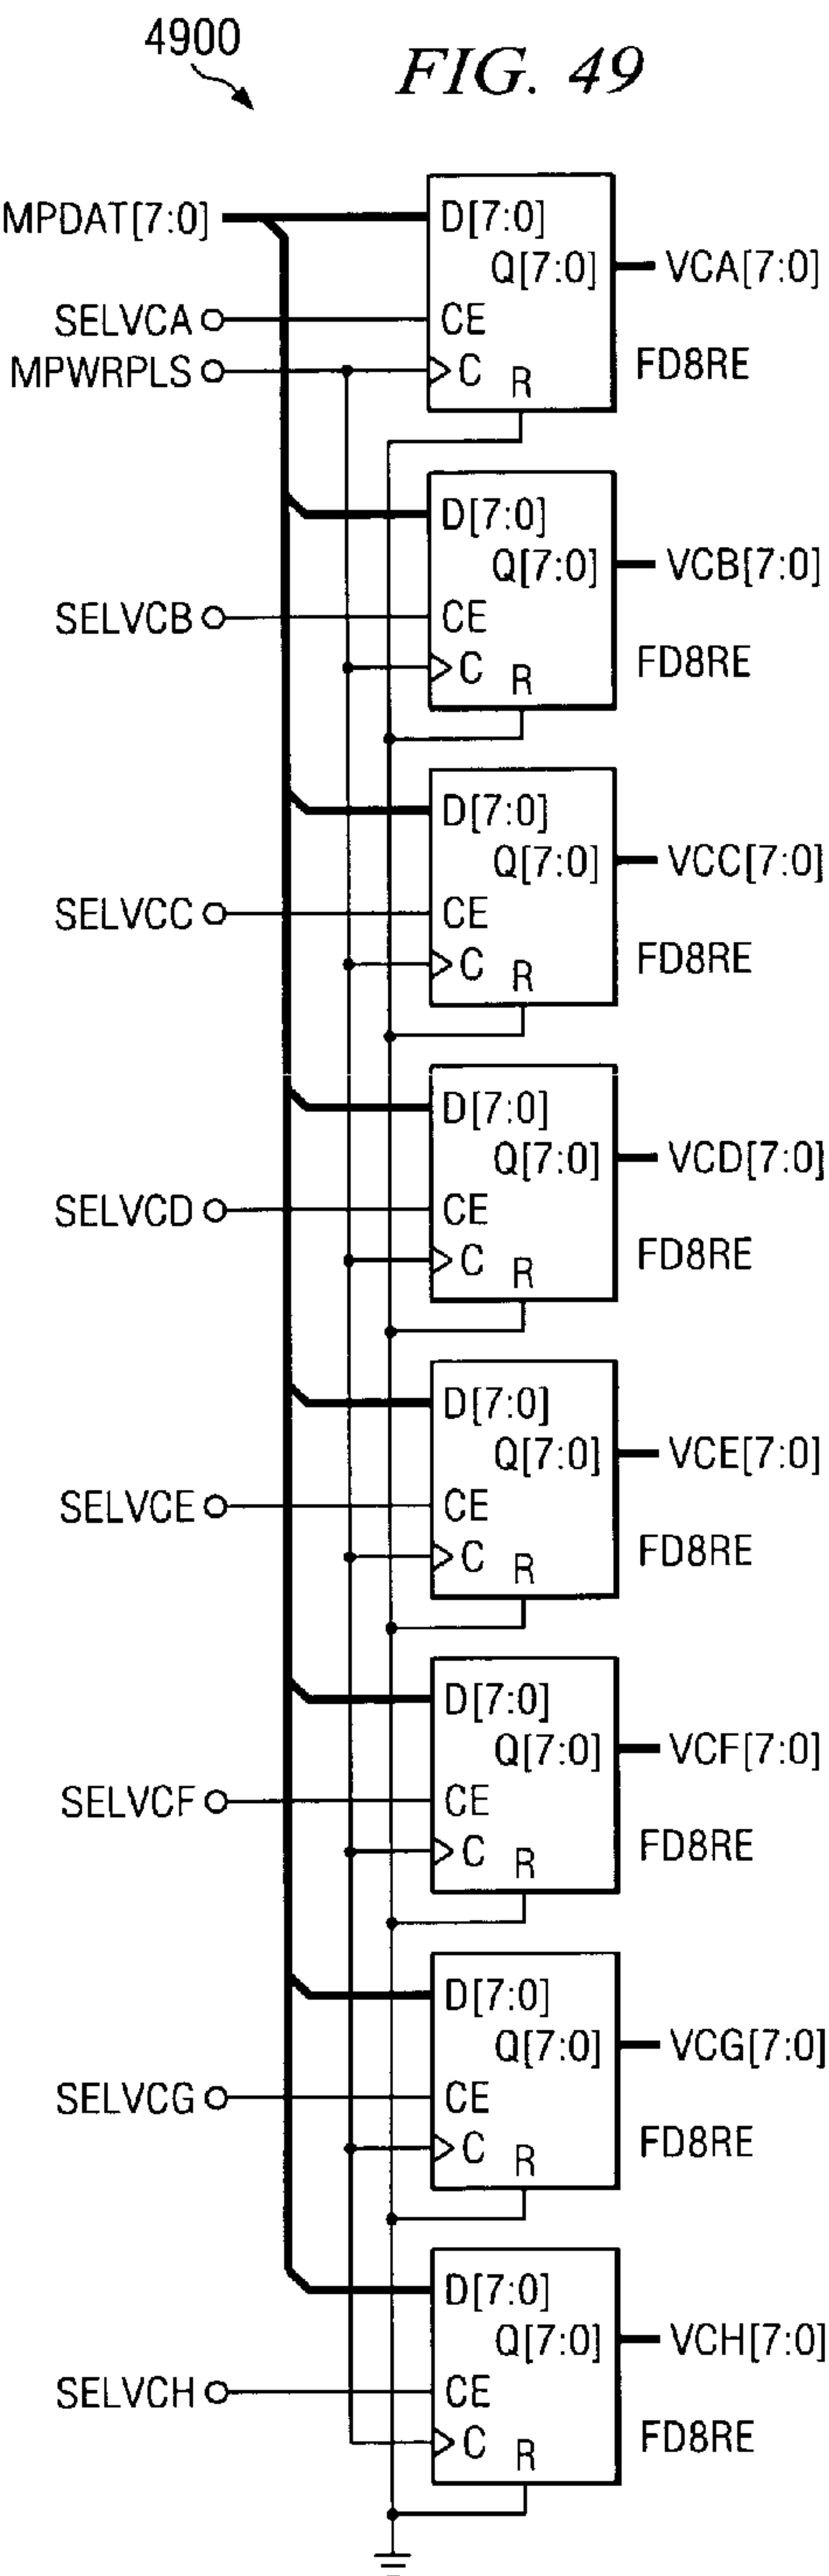 4900
FIG. 49
MPDAT[7:0]
D[7:0]
Q[7:0]
VCA[7:0]
SELVCA
CE
MPWRPLS
C
R
FD8RE
D[7:0]
Q[7:0]
VCB[7:0]
SELVCB
CE
C
R
FD8RE
D[7:0]
Q[7:0]
VCC[7:0]
SELVCC
CE
C
R
FD8RE
D[7:0]
Q[7:0]
VCD[7:0]
SELVCD
CE
C
R
FD8RE
D[7:0]
Q[7:0]
VCE[7:0]
SELVCE
CE
C
R
FD8RE
D[7:0]
Q[7:0]
VCF[7:0]
SELVCF
CE
C
R
FD8RE
D[7:0]
Q[7:0]
VCG[7:0]
SELVCG
CE
C
R
FD8RE
D[7:0]
Q[7:0]
VCH[7:0]
SELVCH
CE
C
R
FD8RE